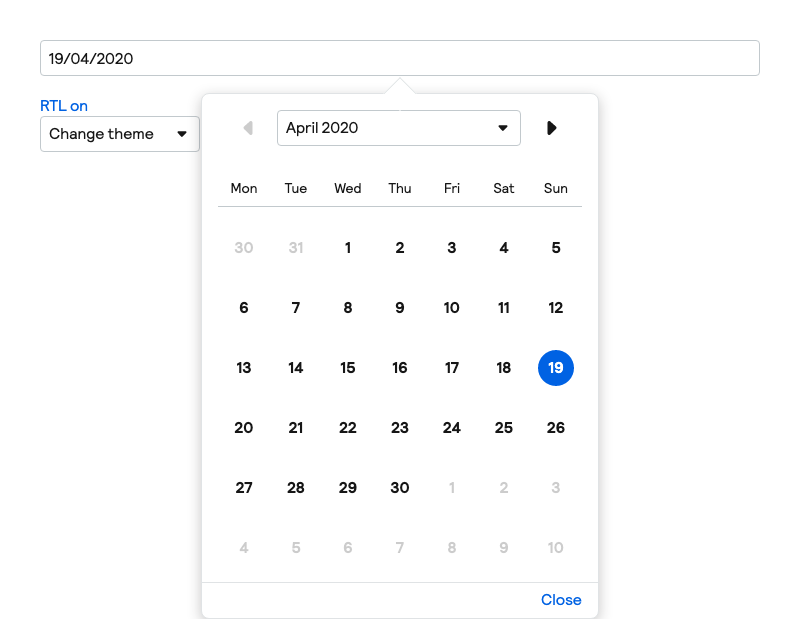 19/04/2020
RTL on
Change theme
April 2020
Mon Tue Wed Thu Fri Sat Sun
30 31 1 2 3 4 5
6 7 8 9 10 11 12
13 14 15 16 17 18 19
20 21 22 23 24 25 26
27 28 29 30 1 2 3
4 5 6 7 8 9 10
Close